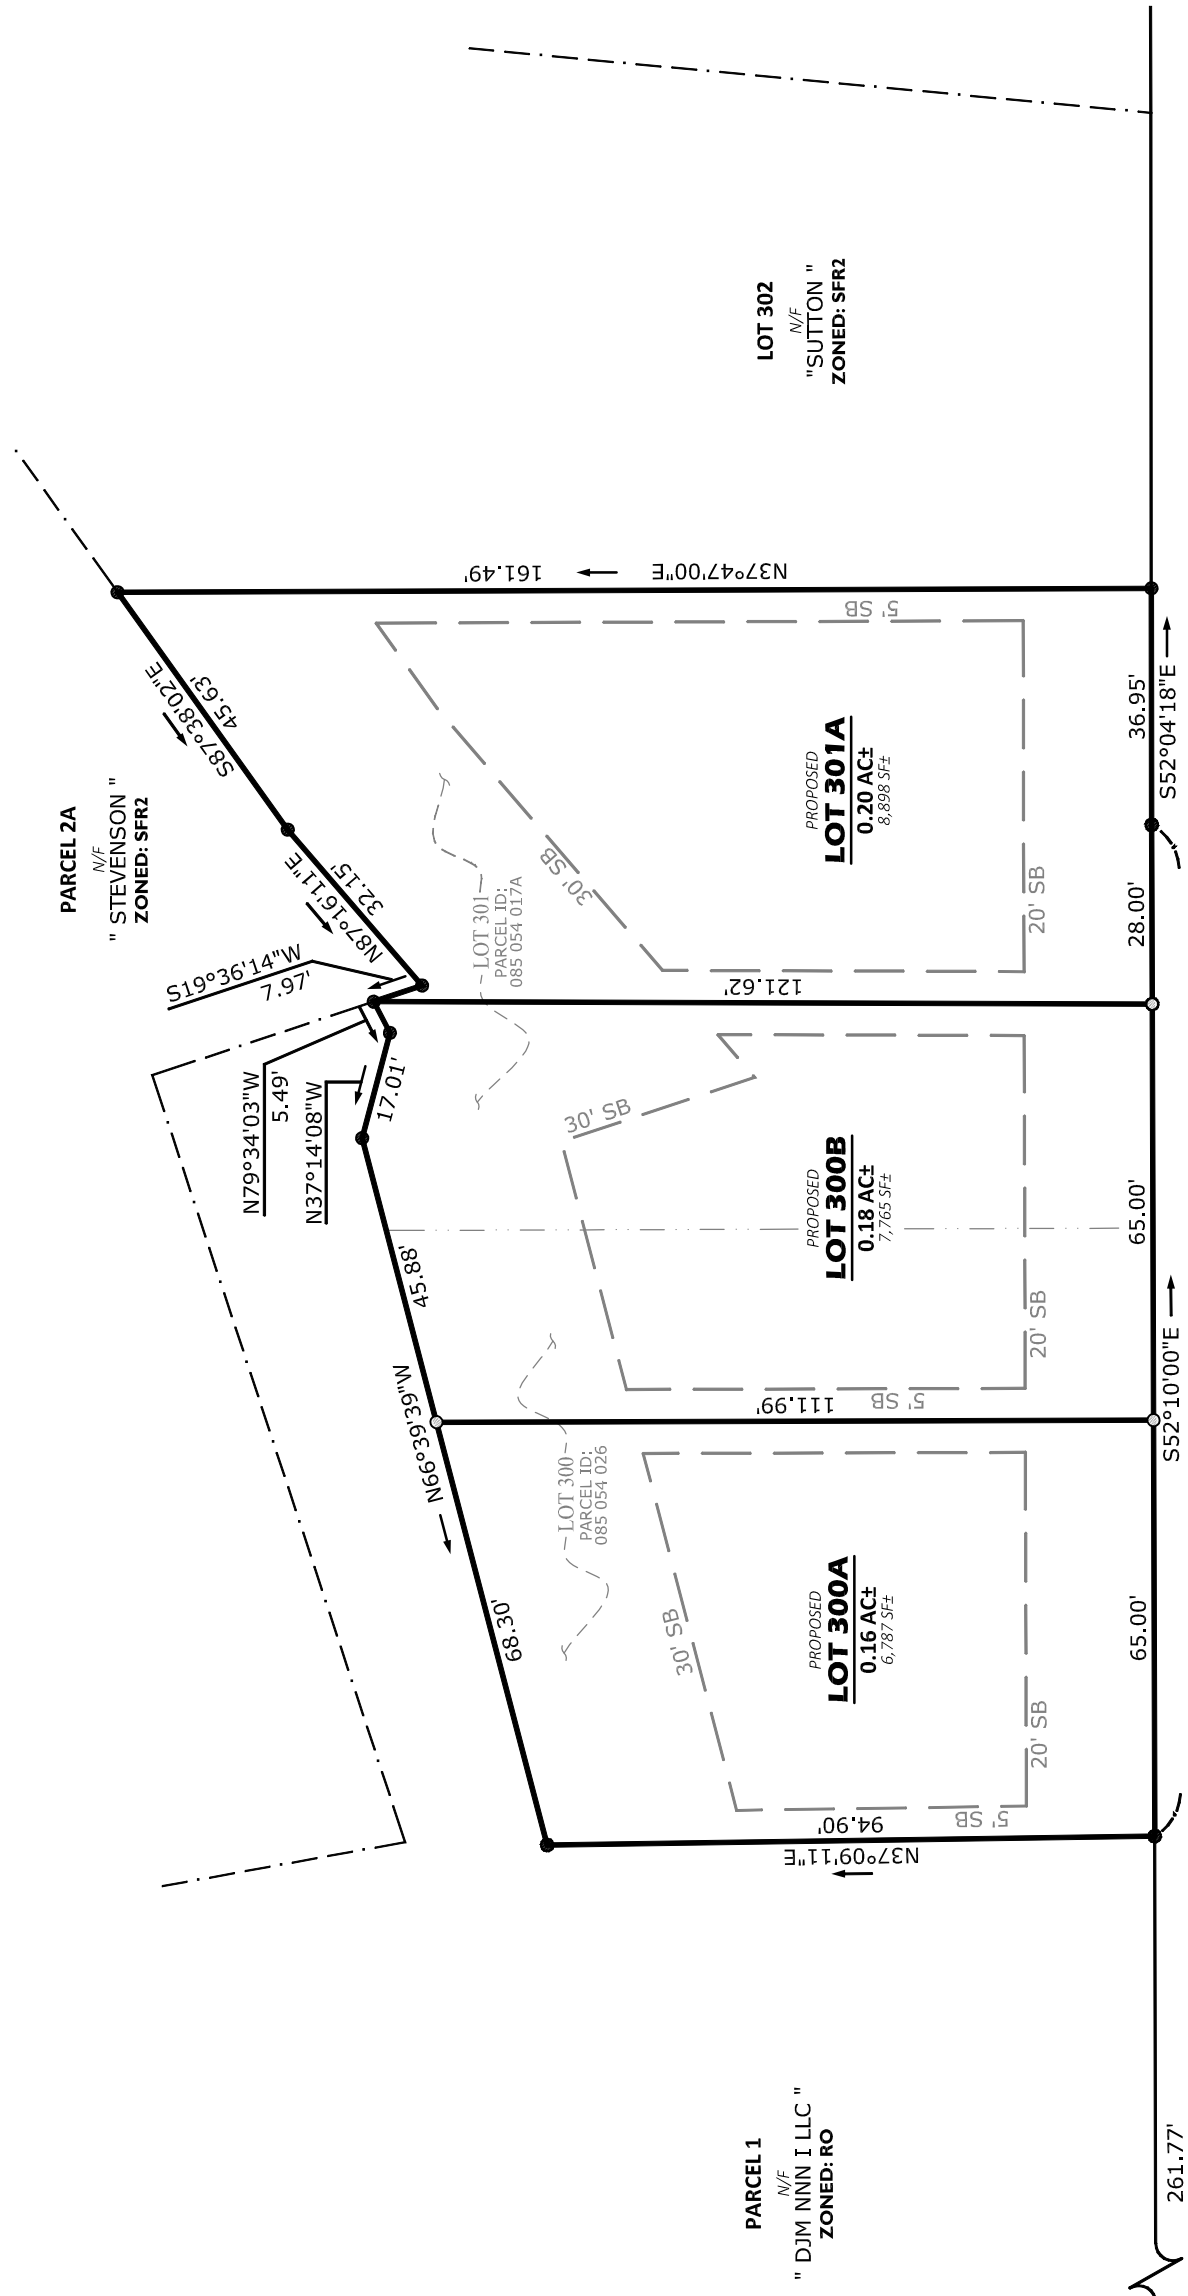 PARCEL 2A
N/F
" STEVENSON "
ZONED: SFR2
LOT 302
N/F
"SUTTON "
ZONED: SFR2
PARCEL 1
N/F
" DJM NNN I LLC "
ZONED: RO
N37°09'11"E
94.90'
68.30'
N66°39'39"W
45.88'
N37°14'08"W
17.01'
N79°34'03"W
5.49'
S19°36'14"W
7.97'
N87°16'11"E
32.15'
S87°38'02"E
45.63'
N37°47'00"E
161.49'
111.99'
121.62'
LOT 300
PARCEL ID:
085 054 026
LOT 301
PARCEL ID:
085 054 017A
PROPOSED
LOT 300A
0.16 AC±
6,787 SF±
30' SB
5' SB
20' SB
PROPOSED
LOT 300B
0.18 AC±
7,765 SF±
30' SB
5' SB
20' SB
PROPOSED
LOT 301A
0.20 AC±
8,898 SF±
30' SB
5' SB
20' SB
65.00'
65.00'
28.00'
36.95'
261.77'
S52°10'00"E
S52°04'18"E